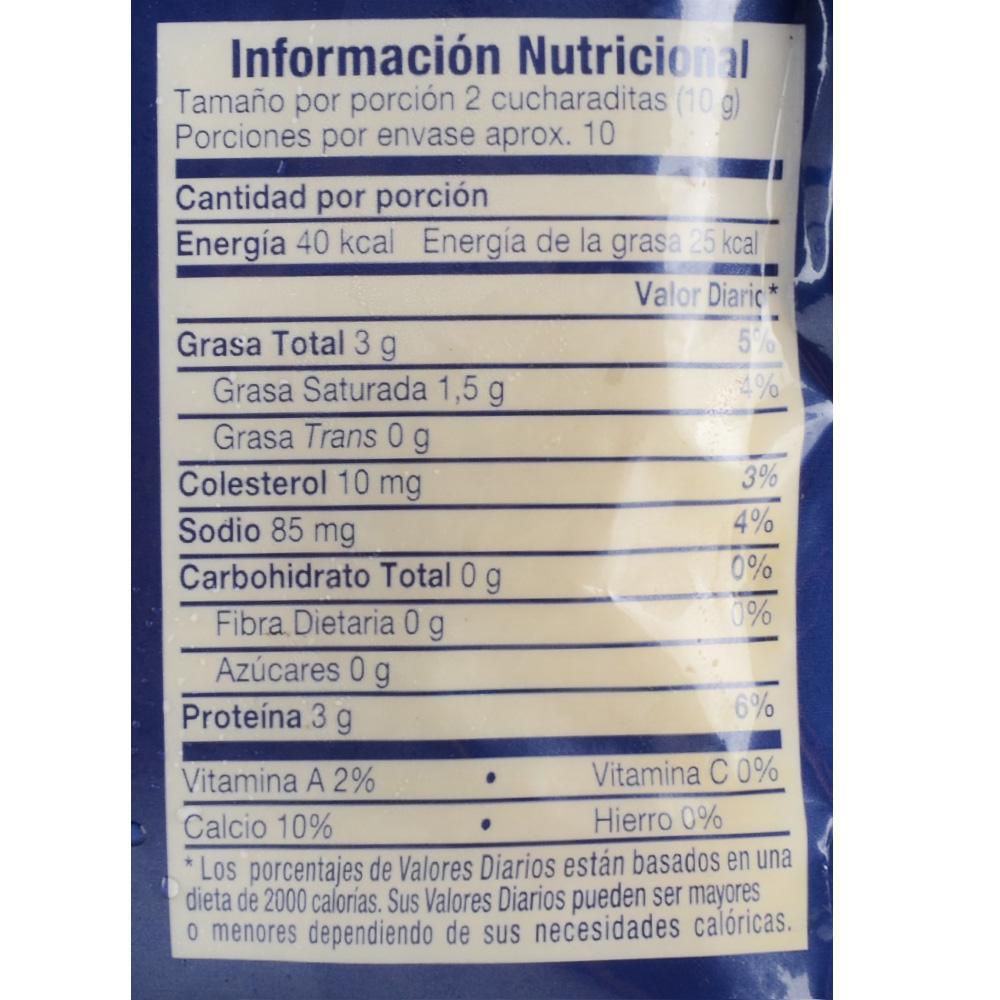 Información Nutricional
Tamaño por porción 2 cucharaditas (10 g)
Porciones por envase aprox. 10
Cantidad por porción
Energía 40 kcal Energía de la grasa 25 kcal
Valor Diario*
Grasa Total 3 g 5%
Grasa Saturada 1,5 g 4%
Grasa Trans 0 g
Colesterol 10 mg 3%
Sodio 85 mg 4%
Carbohidrato Total 0 g 0%
Fibra Dietaria 0 g 0%
Azúcares 0 g
Proteína 3 g 6%
Vitamina A 2% • Vitamina C 0%
Calcio 10% • Hierro 0%
* Los porcentajes de Valores Diarios están basados en una
dieta de 2000 calorías. Sus Valores Diarios pueden ser mayores
o menores dependiendo de sus necesidades calóricas.